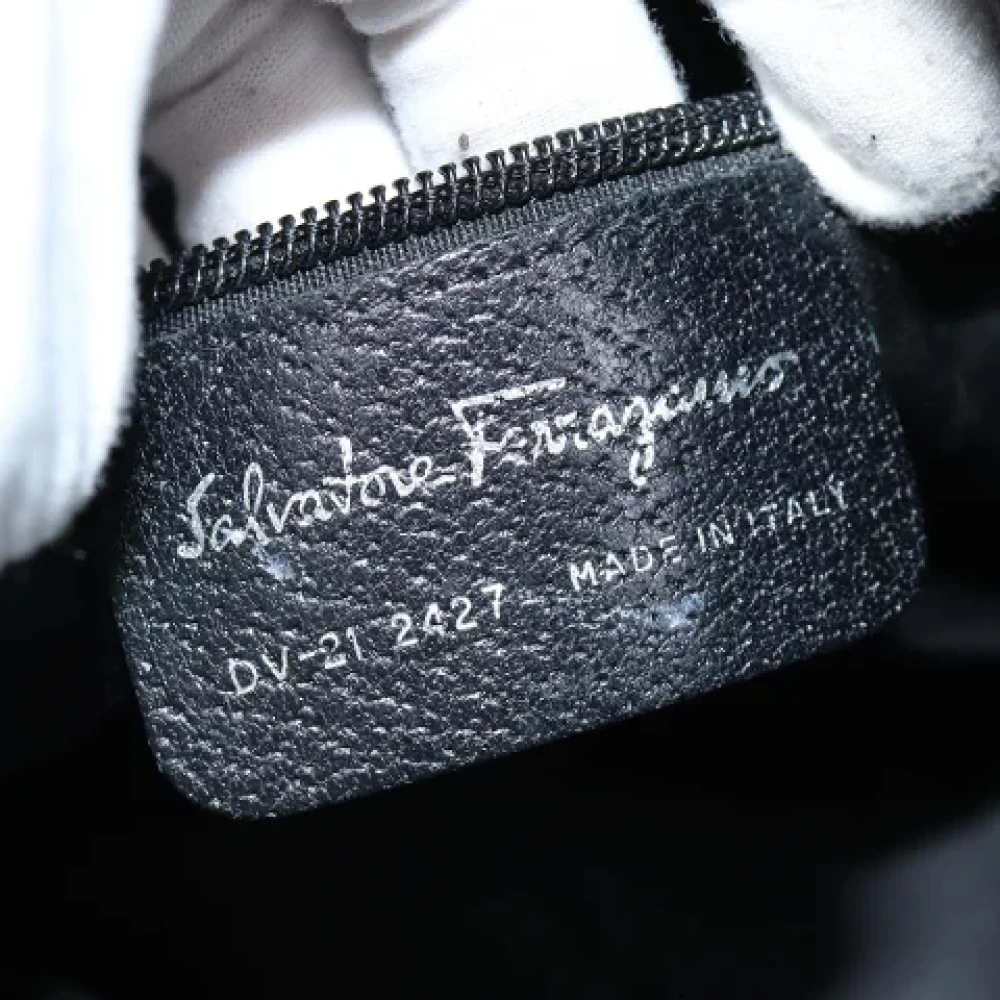 Salvatore Ferragamo
DV-21 2427 MADE IN ITALY